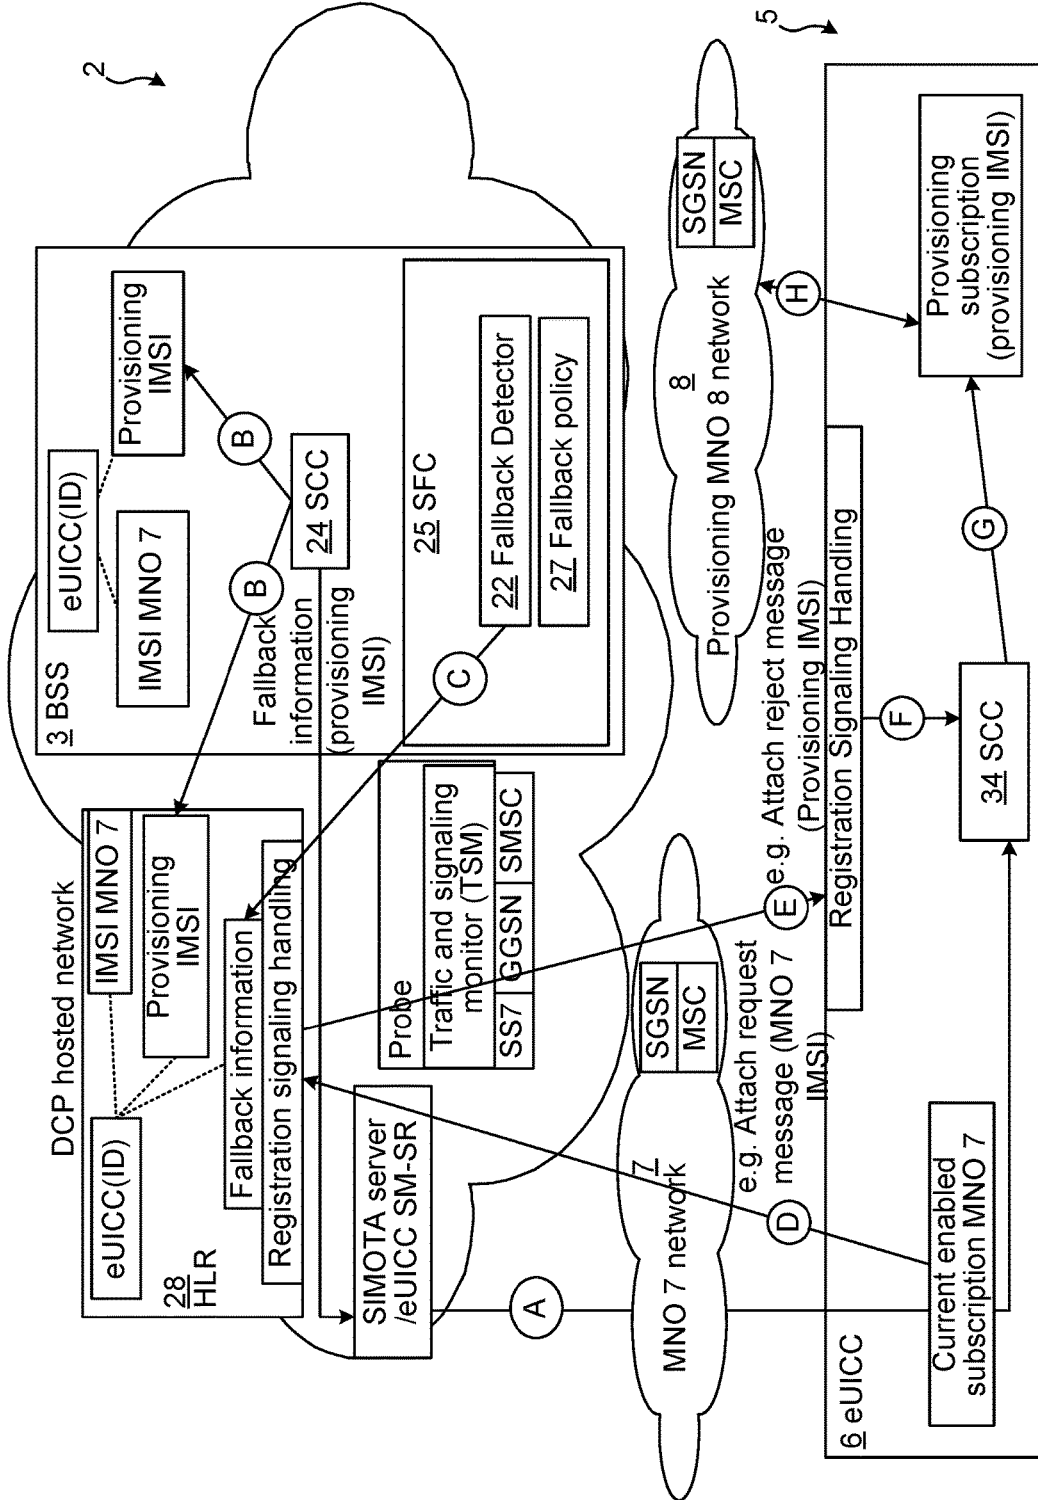 2
DCP hosted network
28
HLR
eUICC(ID)
IMSI MNO 7
Provisioning
IMSI
Fallback information
Registration signaling handling
3 BSS
eUICC(ID)
IMSI MNO 7
Provisioning
IMSI
B
B
24 SCC
Fallback
information
(provisioning
IMSI)
25 SFC
22 Fallback Detector
27 Fallback policy
C
Probe
Traffic and signaling
monitor (TSM)
SS7
GGSN
SMSC
SIMOTA server
/eUICC SM-SR
A
MNO 7 network
7
SGSN
MSC
8
Provisioning MNO 8 network
SGSN
MSC
D
e.g. Attach request
message (MNO 7
IMSI)
E
e.g. Attach reject message
(Provisioning IMSI)
H
5
6 eUICC
Registration Signaling Handling
Current enabled
subscription MNO 7
F
34 SCC
G
Provisioning
subscription
(provisioning IMSI)